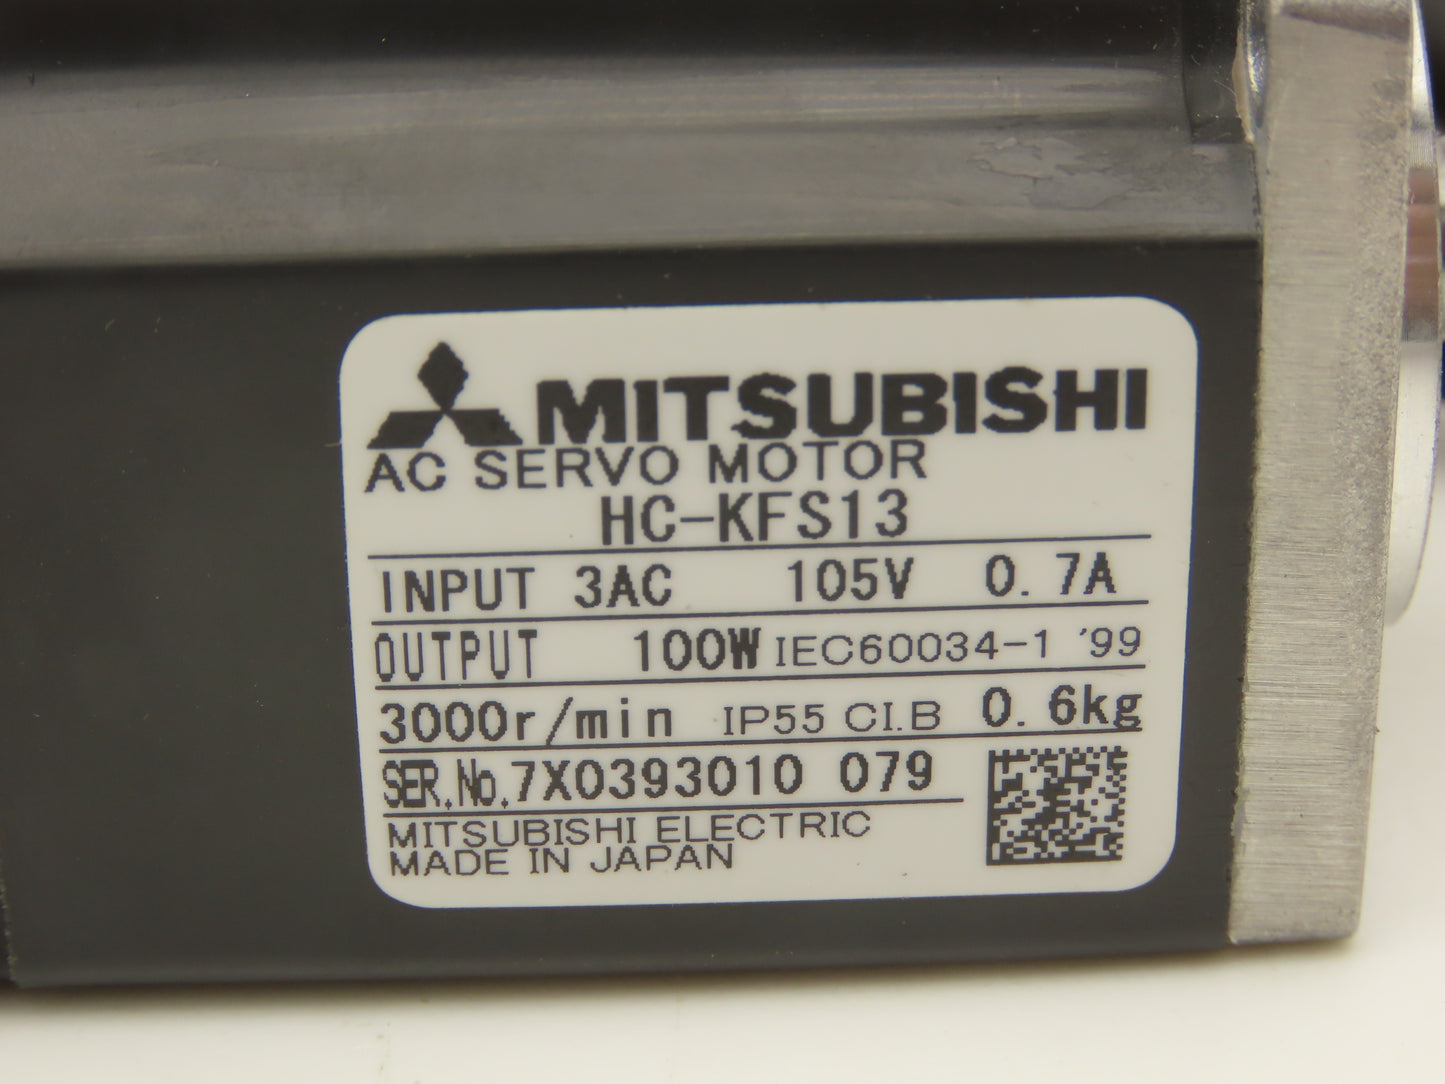 MITSUBISHI
AC SERVO MOTOR
HC-KFS13
INPUT 3AC 105V 0.7A
OUTPUT 100W IEC60034-1 '99
3000r/min IP55 CI.B 0.6kg
SER.No.7X0393010 079
MITSUBISHI ELECTRIC
MADE IN JAPAN